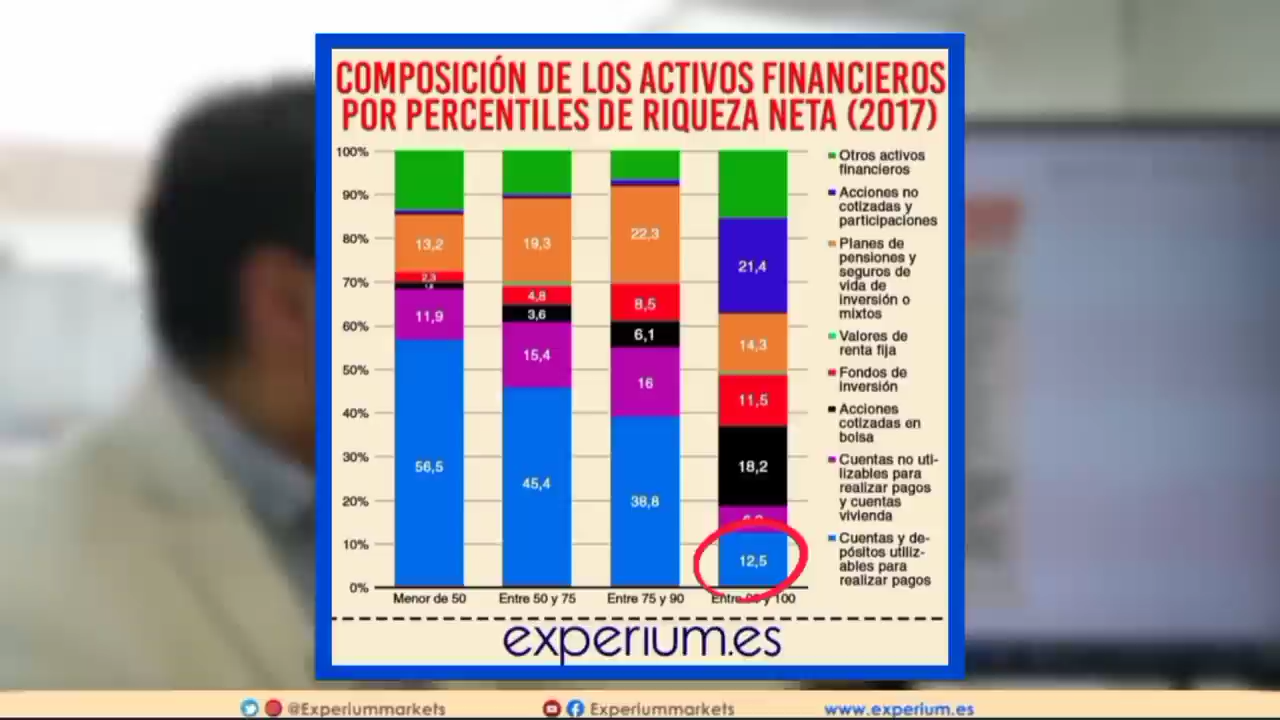 COMPOSICIÓN DE LOS ACTIVOS FINANCIEROS
POR PERCENTILES DE RIQUEZA NETA (2017)
100%
90%
80%
70%
60%
50%
40%
30%
20%
10%
0%
13,2
2,3
11,9
56,5
19,3
4,8
3,6
15,4
45,4
22,3
8,5
6,1
16
38,8
21,4
14,3
11,5
18,2
12,5
Menor de 50
Entre 50 y 75
Entre 75 y 90
Entre y 100
Otros activos
financieros
Acciones no
cotizadas y
participaciones
Planes de
pensiones y
seguros de
vida de
inversión o
mixtos
Valores de
renta fija
Fondos de
inversión
Acciones
cotizadas en
bolsa
Cuentas no uti-
lizables para
realizar pagos
y cuentas
vivienda
Cuentas y de-
pósitos utiliz-
ables para
realizar pagos
experium.es
@Experiummarkets
Experiummarkets
www.experium.es